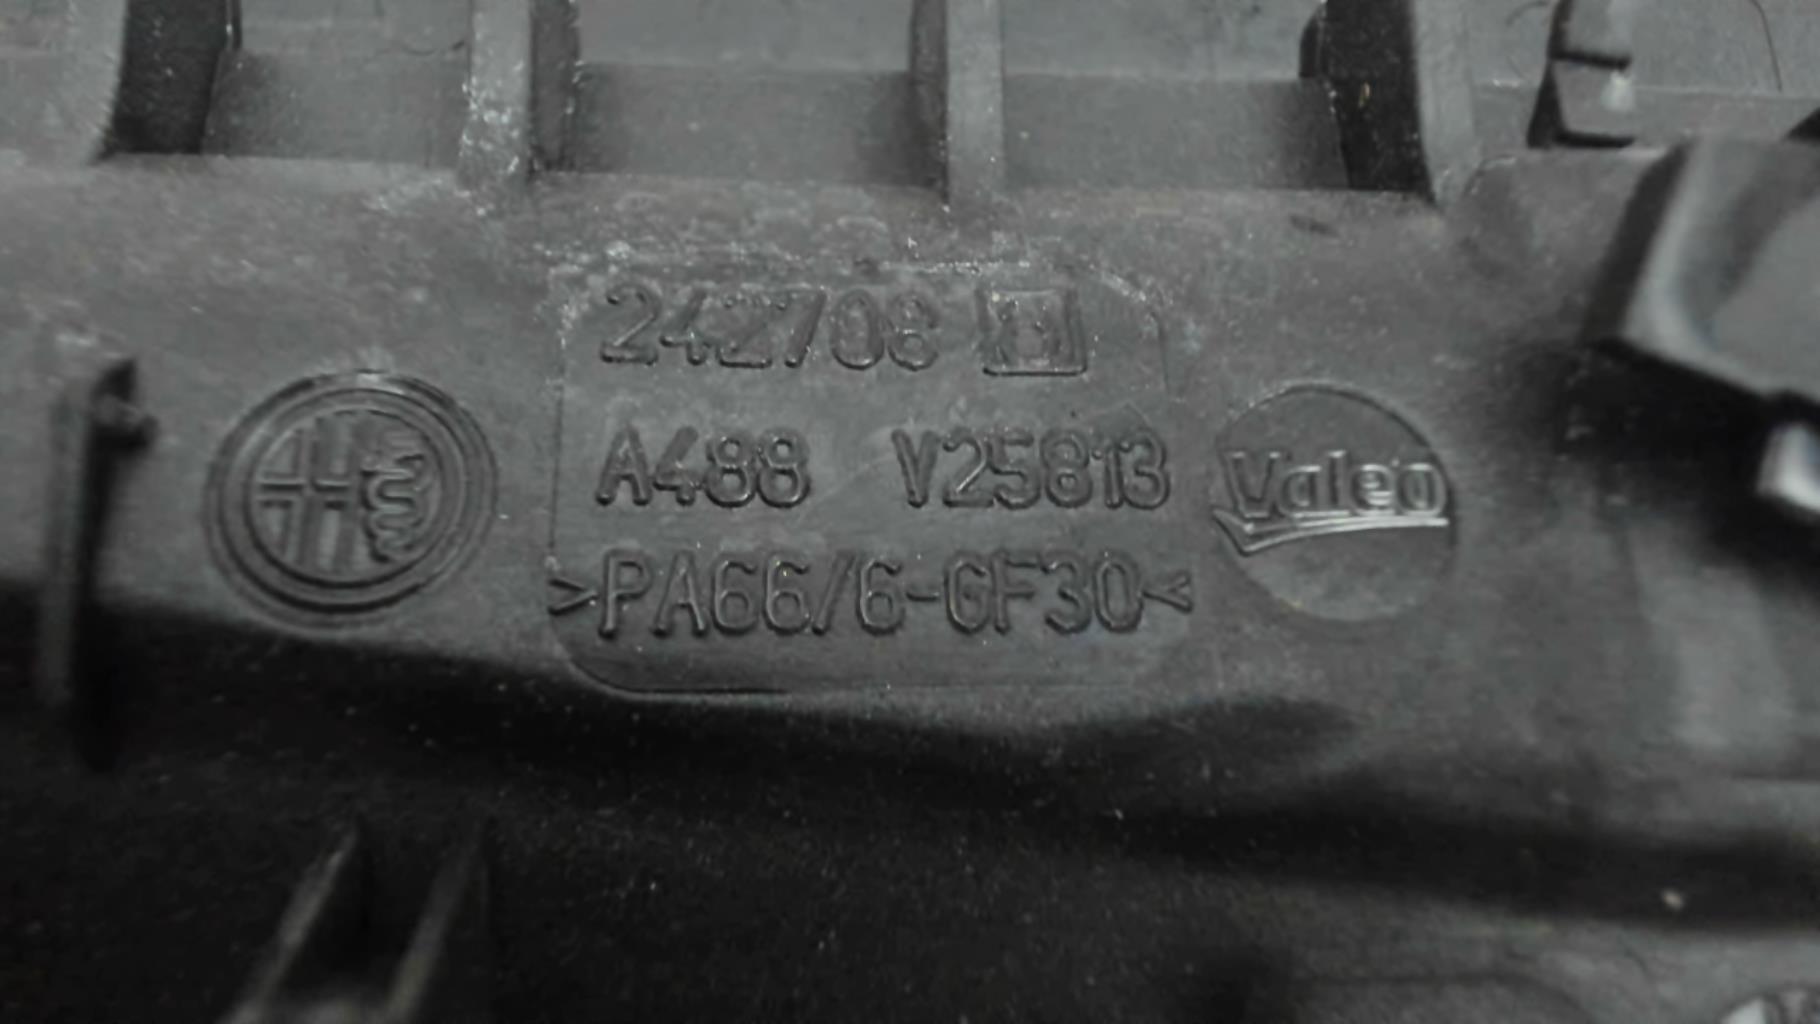 242708
A488 V25813
Valeo
>PA66/6-GF30<